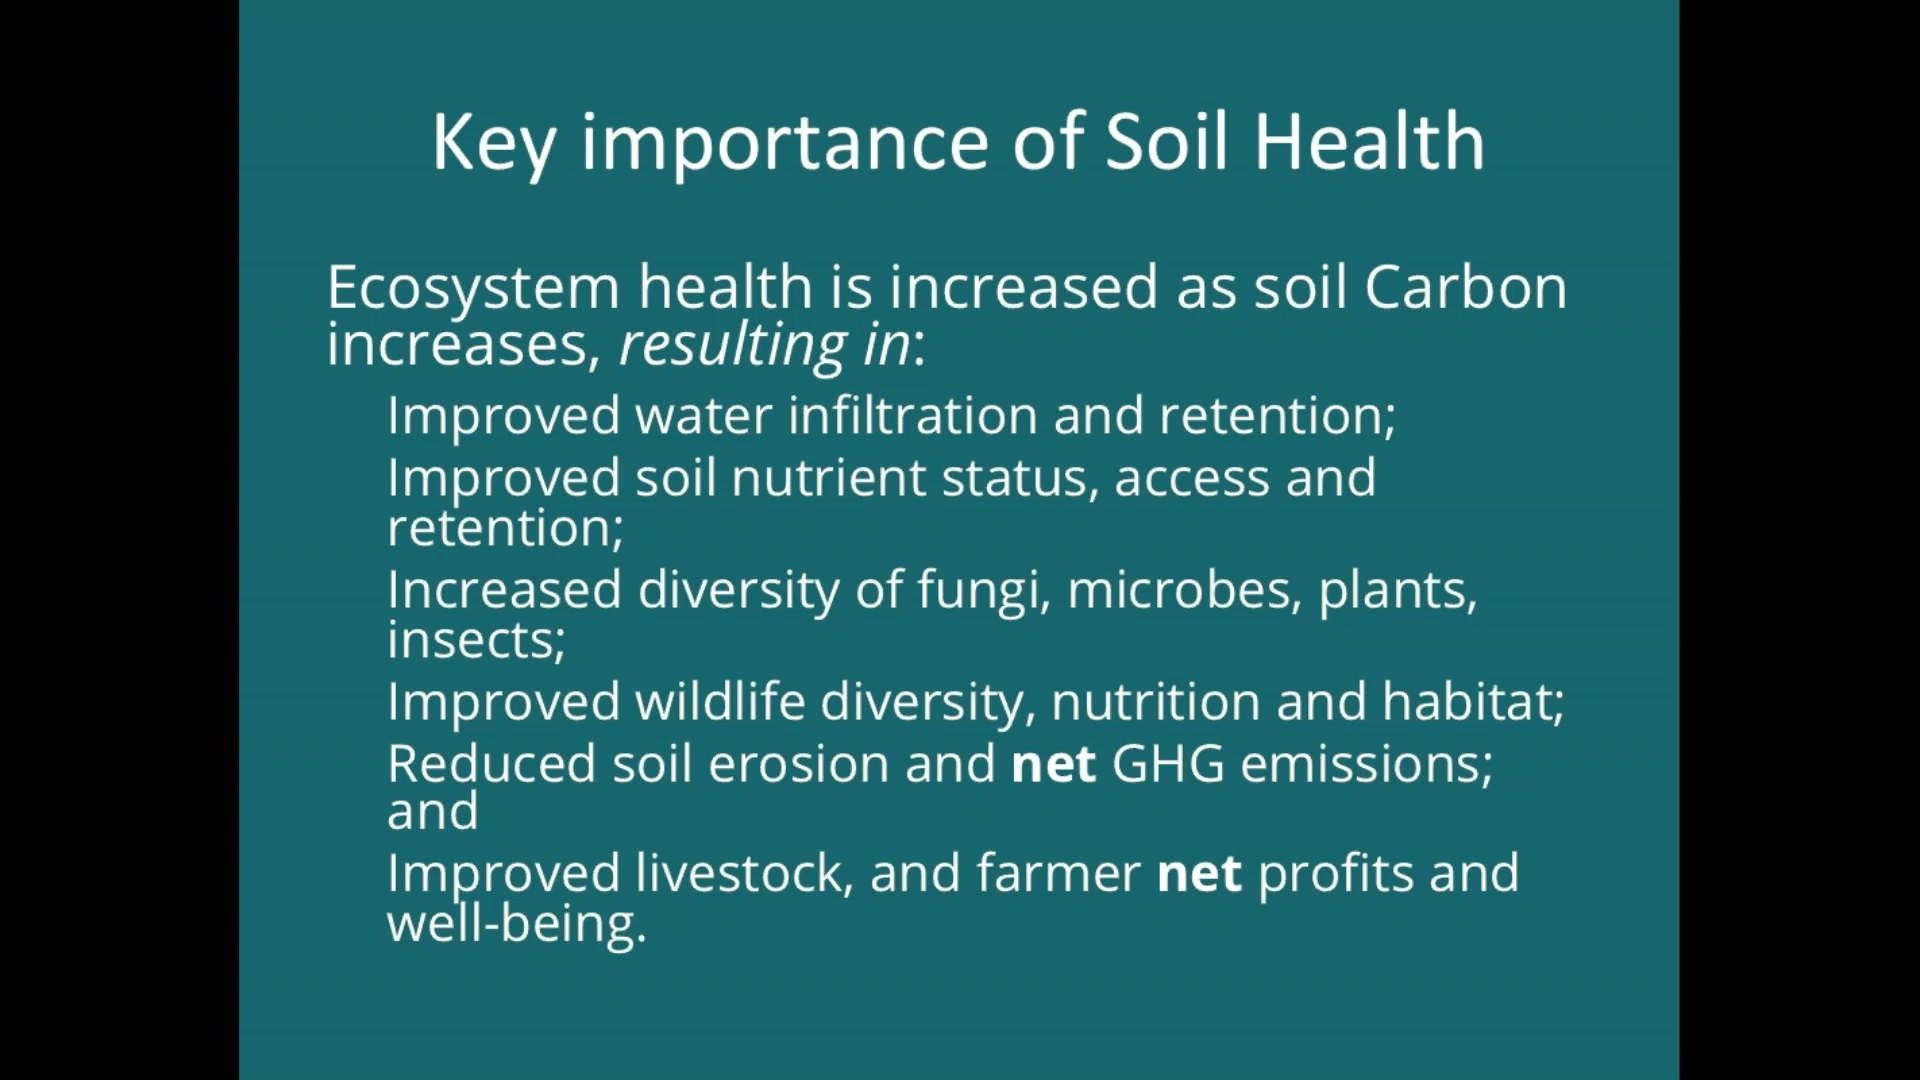 Key importance of Soil Health
Ecosystem health is increased as soil Carbon
increases, resulting in:
Improved water infiltration and retention;
Improved soil nutrient status, access and
retention;
Increased diversity of fungi, microbes, plants,
insects;
Improved wildlife diversity, nutrition and habitat;
Reduced soil erosion and net GHG emissions;
and
Improved livestock, and farmer net profits and
well-being.